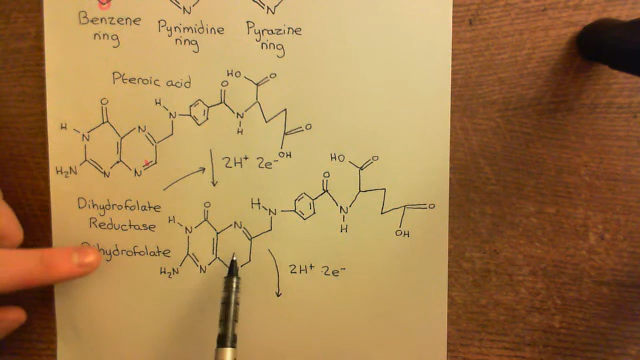 Benzene ring
Pyrimidine ring
Pyrazine ring
N
N
Pteroic acid
HO O
O
O
H N
N H
O
OH
H N
N
H₂N N N
2H⁺ 2e⁻
Dihydrofolate
Reductase
HO O
O
H N
N H
O
OH
O
H N
N
H₂N N
2H⁺ 2e⁻